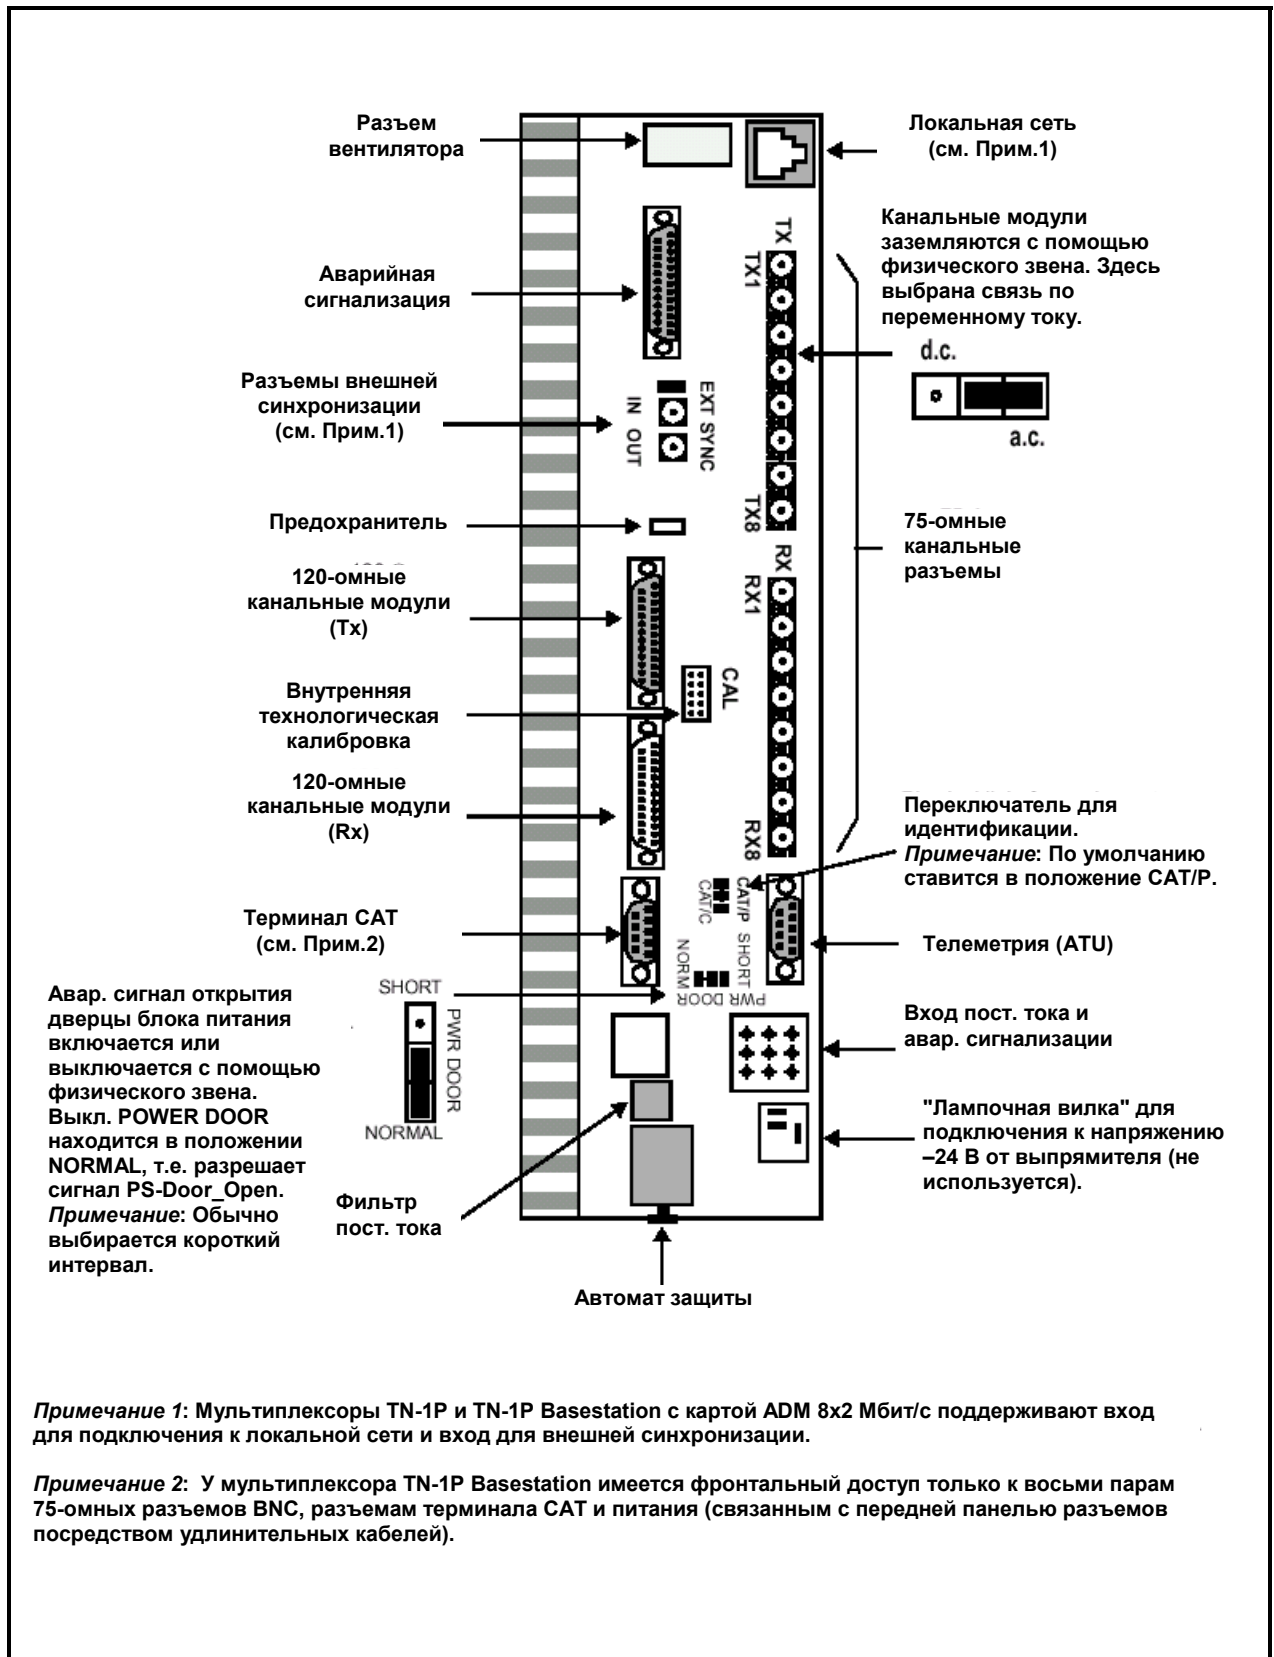 Разъем
вентилятора
Локальная сеть
(см. Прим.1)
Канальные модули
заземляются с помощью
физического звена. Здесь
выбрана связь по
переменному току.
d.c.
a.c.
Аварийная
сигнализация
TX
TX1
TX8
Разъемы внешней
синхронизации
(см. Прим.1)
IN OUT
EXT SYNC
Предохранитель
75-омные
канальные
разъемы
RX
RX1
RX8
120-омные
канальные модули
(Tx)
CAL
Внутренняя
технологическая
калибровка
120-омные
канальные модули
(Rx)
Переключатель для
идентификации.
Примечание: По умолчанию
ставится в положение CAT/P.
CAT/P
CAT/C
Терминал CAT
(см. Прим.2)
Телеметрия (ATU)
SHORT
NORM
PWR DOOR
Авар. сигнал открытия
дверцы блока питания
включается или
выключается с помощью
физического звена.
Выкл. POWER DOOR
находится в положении
NORMAL, т.е. разрешает
сигнал PS-Door_Open.
Примечание: Обычно
выбирается короткий
интервал.
SHORT
PWR DOOR
NORMAL
Вход пост. тока и
авар. сигнализации
"Лампочная вилка" для
подключения к напряжению
–24 В от выпрямителя (не
используется).
Фильтр
пост. тока
Автомат защиты
Примечание 1: Мультиплексоры TN-1P и TN-1P Basestation с картой ADM 8x2 Мбит/с поддерживают вход
для подключения к локальной сети и вход для внешней синхронизации.
Примечание 2: У мультиплексора TN-1P Basestation имеется фронтальный доступ только к восьми парам
75-омных разъемов BNC, разъемам терминала CAT и питания (связанным с передней панелью разъемов
посредством удлинительных кабелей).